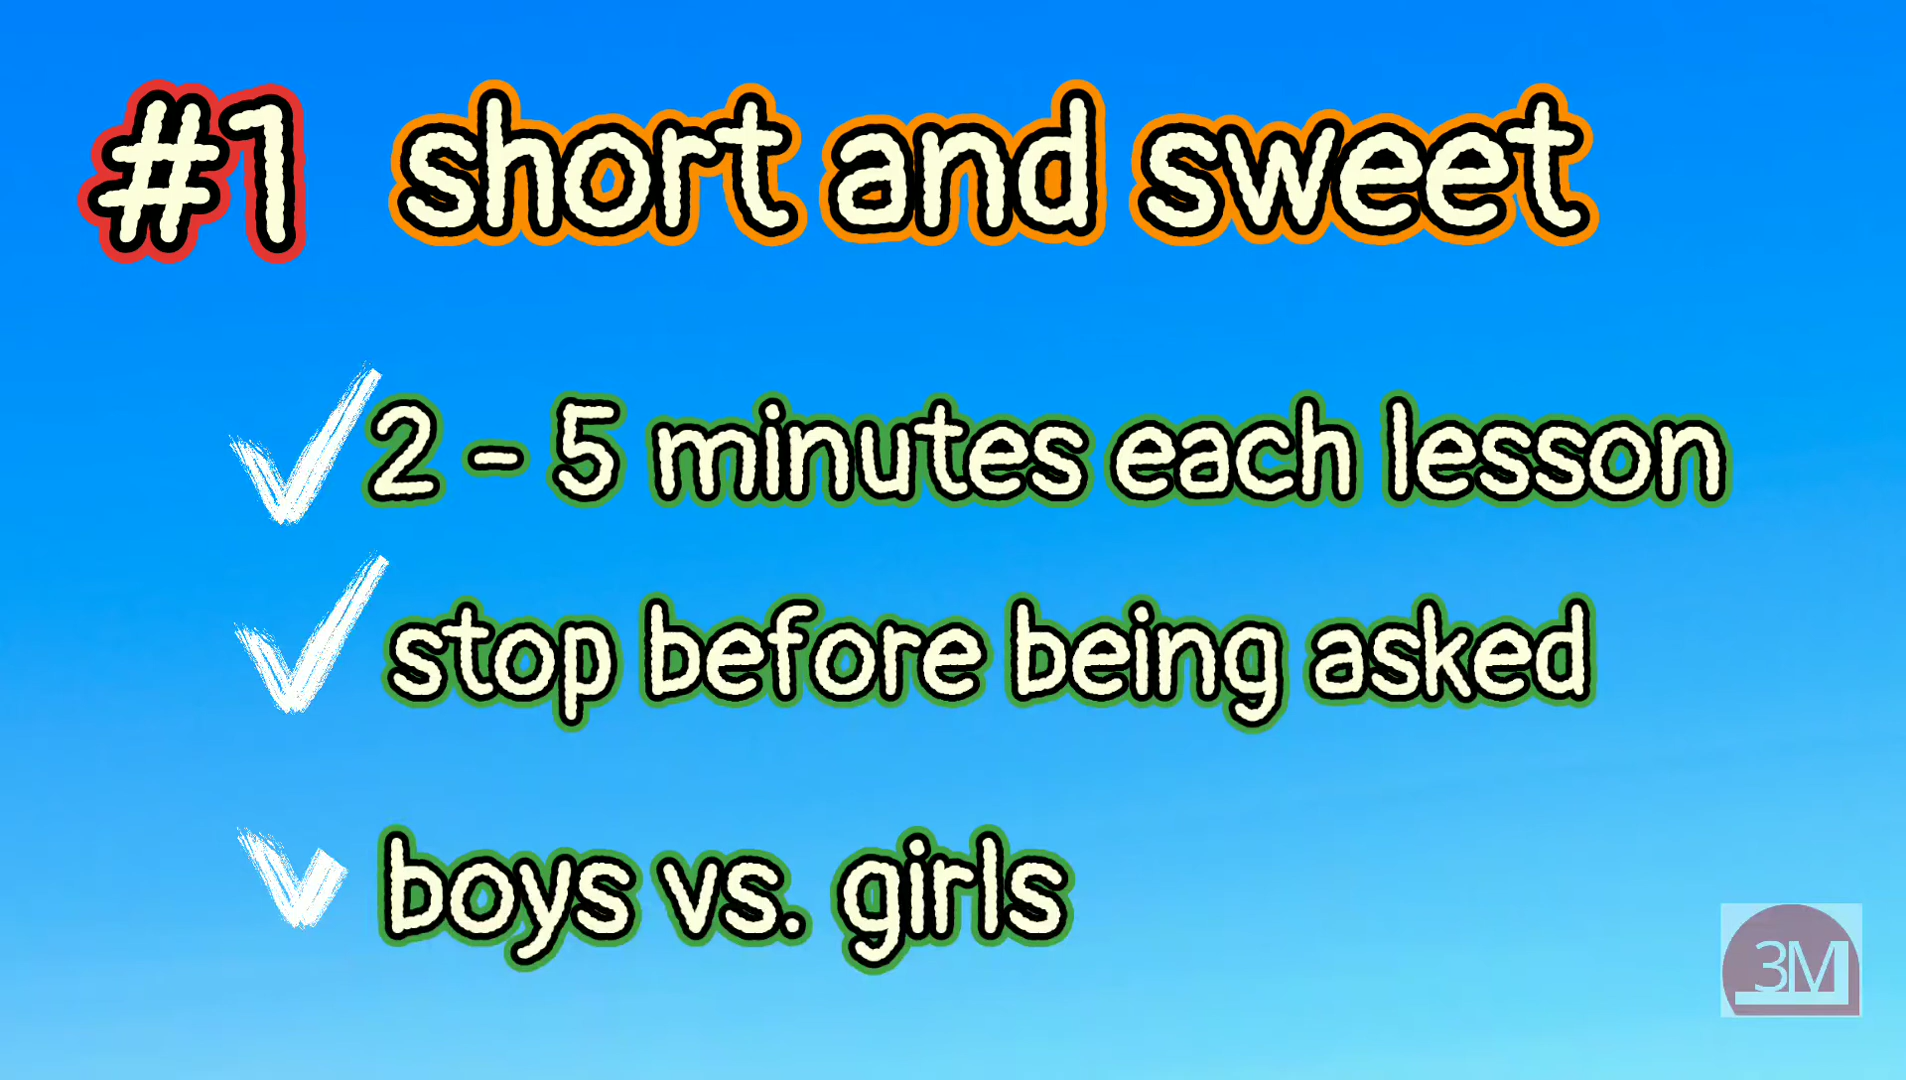 #1 short and sweet
2 - 5 minutes each lesson
stop before being asked
boys vs. girls
3M